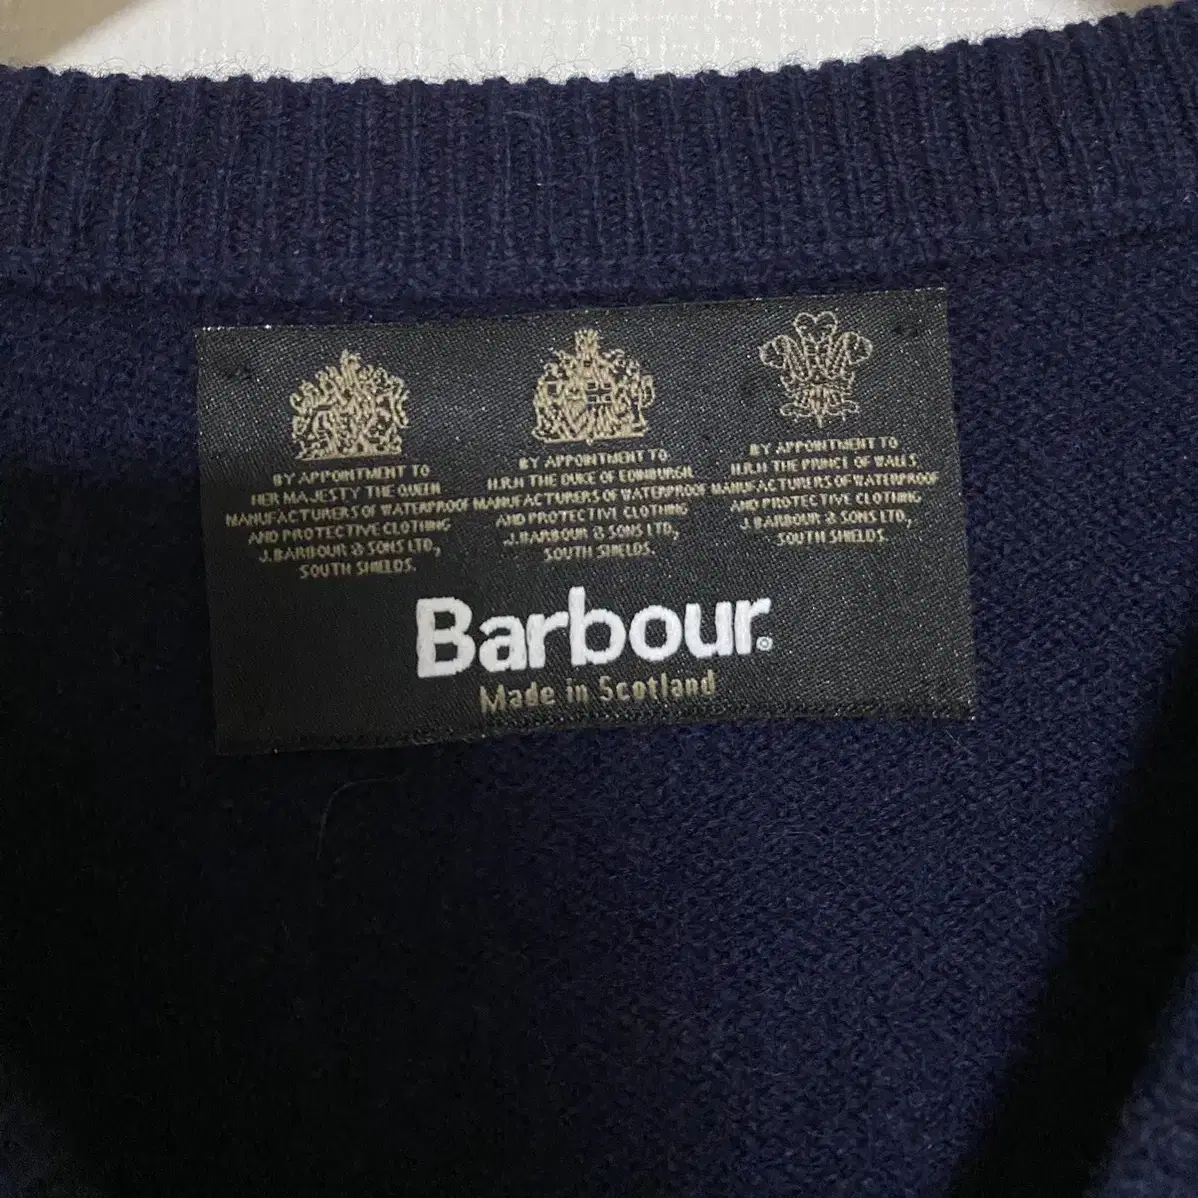 BY APPOINTMENT TO
HER MAJESTY THE QUEEN
MANUFACTURERS OF WATERPROOF
AND PROTECTIVE CLOTHING
J. BARBOUR & SONS LTD,
SOUTH SHIELDS.
BY APPOINTMENT TO
H.R.H THE DUKE OF EDINBURGH
MANUFACTURERS OF WATERPROOF
AND PROTECTIVE CLOTHING
J. BARBOUR & SONS LTD,
SOUTH SHIELDS.
BY APPOINTMENT TO
H.R.H THE PRINCE OF WALES
MANUFACTURERS OF WATERPROOF
AND PROTECTIVE CLOTHING
J. BARBOUR & SONS LTD,
SOUTH SHIELDS.
Barbour®
Made in Scotland